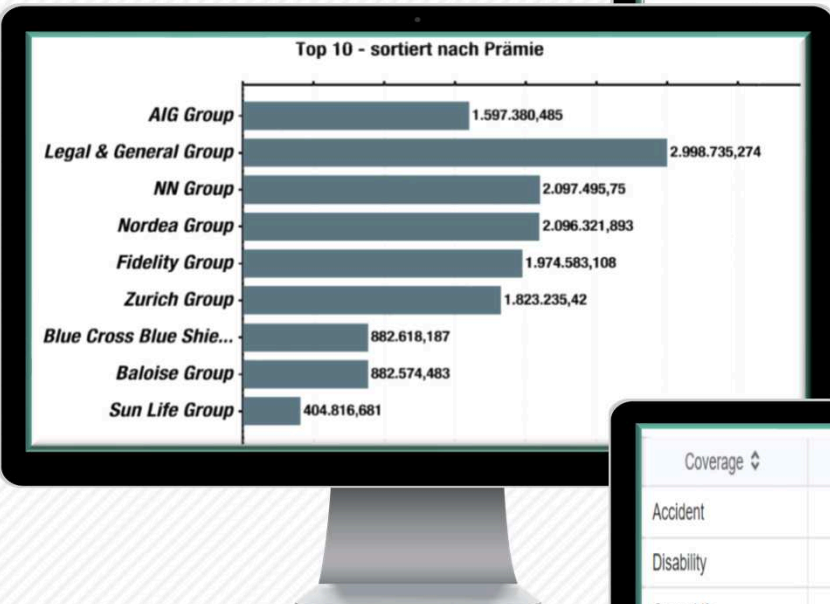 Top 10 - sortiert nach Prämie
AIG Group 1.597.380,485
Legal & General Group 2.998.735,274
NN Group 2.097.495,75
Nordea Group 2.096.321,893
Fidelity Group 1.974.583,108
Zurich Group 1.823.235,42
Blue Cross Blue Shie... 882.618,187
Baloise Group 882.574,483
Sun Life Group 404.816,681
Coverage
Accident
Disability